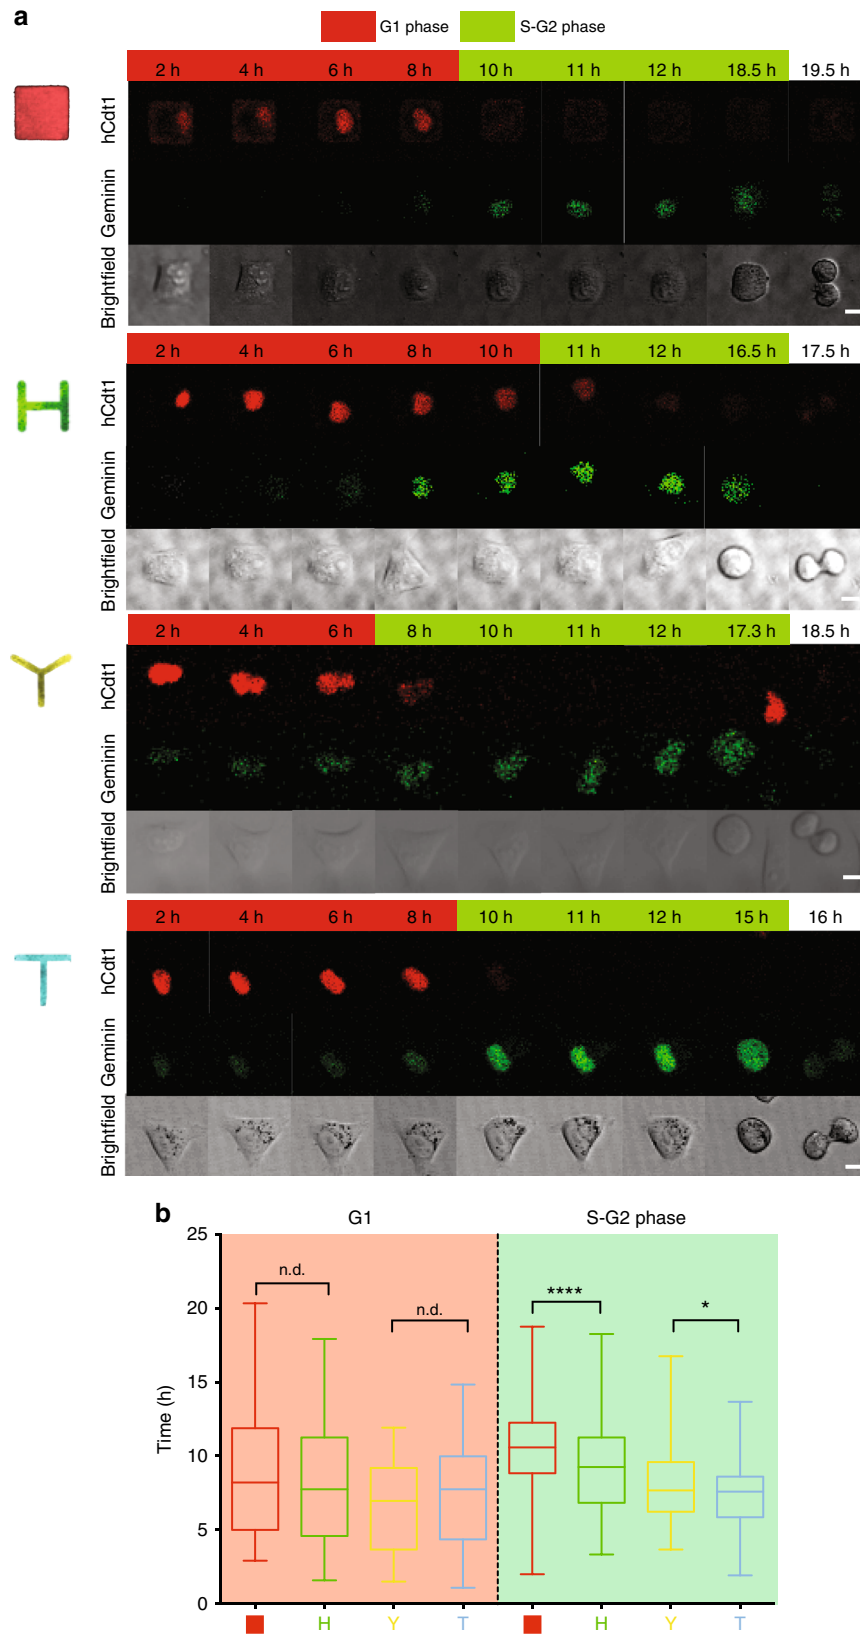 a
G1 phase S-G2 phase
2 h 4 h 6 h 8 h 10 h 11 h 12 h 18.5 h 19.5 h
hCdt1
Geminin
Brightfield
2 h 4 h 6 h 8 h 10 h 11 h 12 h 16.5 h 17.5 h
H
hCdt1
Geminin
Brightfield
2 h 4 h 6 h 8 h 10 h 11 h 12 h 17.3 h 18.5 h
Y
hCdt1
Geminin
Brightfield
2 h 4 h 6 h 8 h 10 h 11 h 12 h 15 h 16 h
T
hCdt1
Geminin
Brightfield
b
G1 S-G2 phase
25
20
15
10
5
0
Time (h)
n.d. n.d. **** *
H Y T H Y T